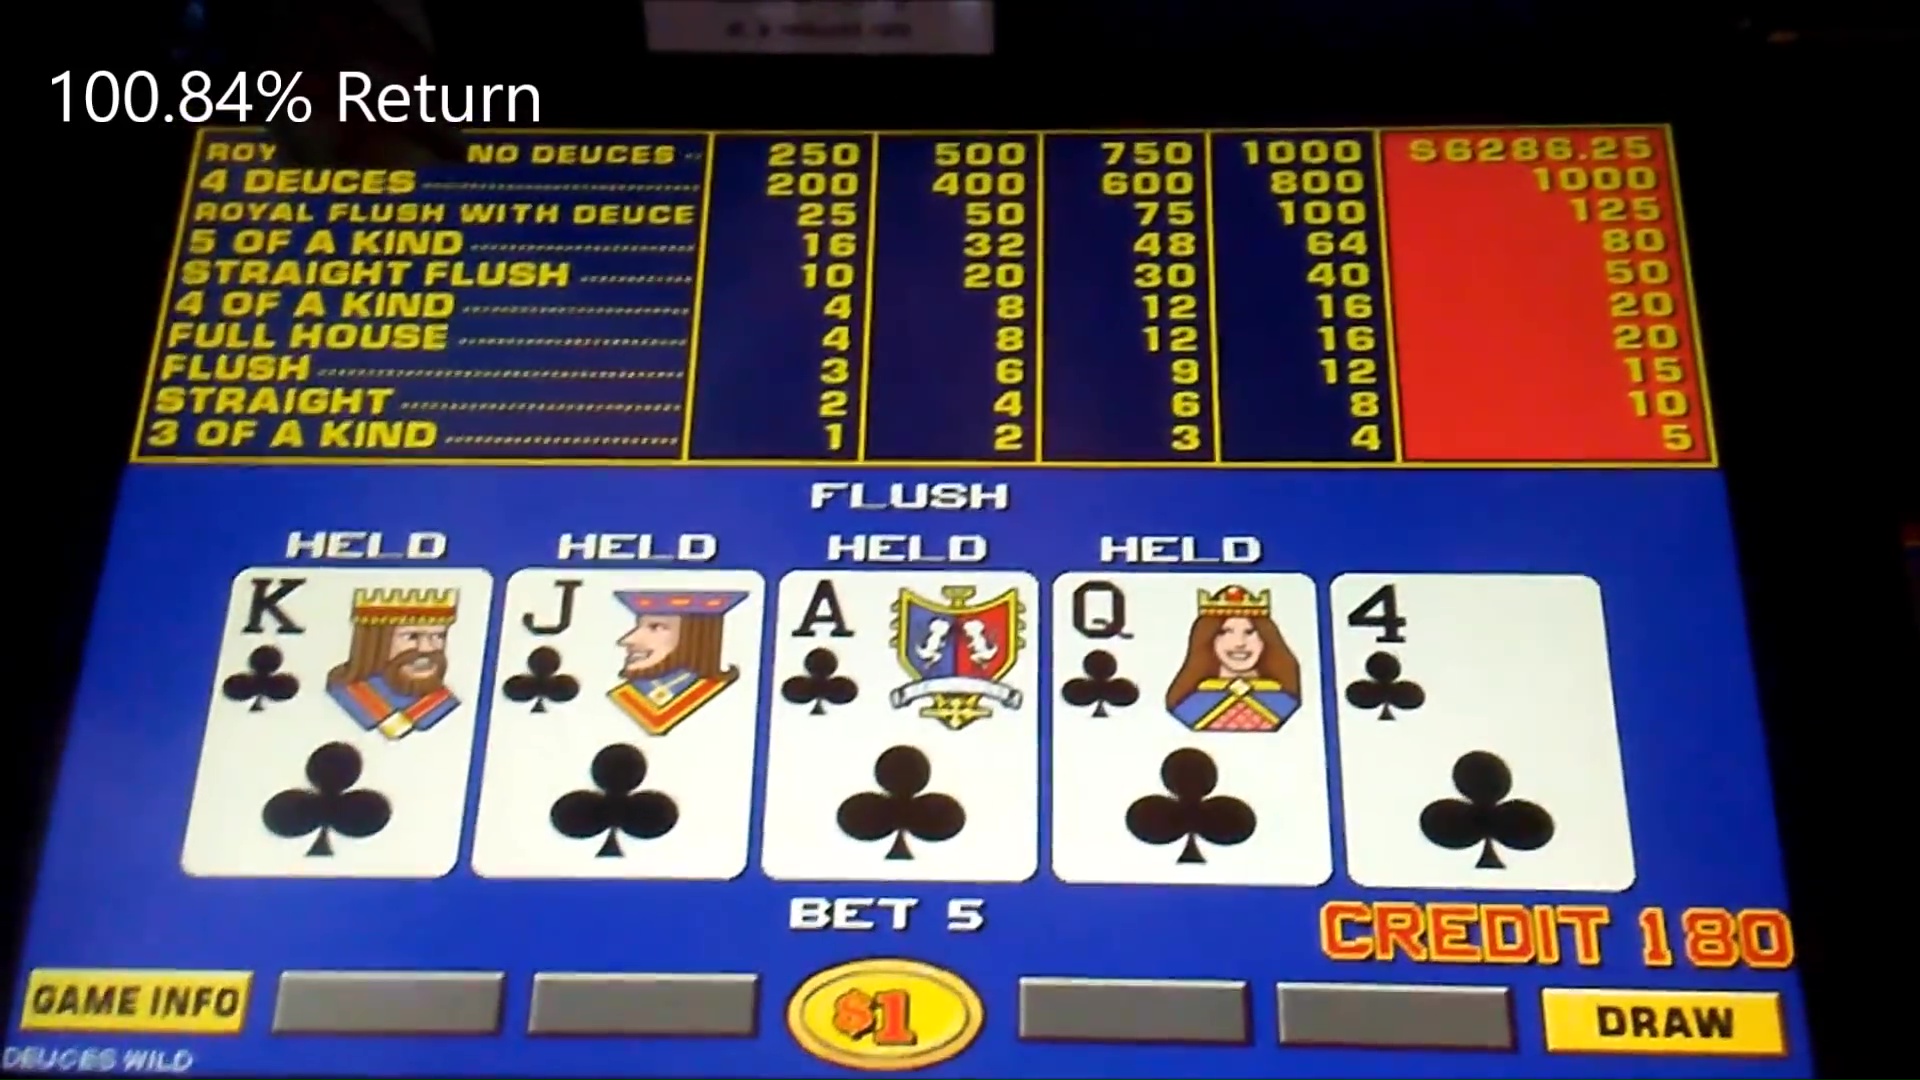 100.84% Return
ROY NO DEUCES 250 500 750 1000 $6286.25
4 DEUCES 200 400 600 800 1000
ROYAL FLUSH WITH DEUCE 25 50 75 100 125
5 OF A KIND 16 32 48 64 80
STRAIGHT FLUSH 10 20 30 40 50
4 OF A KIND 4 8 12 16 20
FULL HOUSE 4 8 12 16 20
FLUSH 3 6 9 12 15
STRAIGHT 2 4 6 8 10
3 OF A KIND 1 2 3 4 5
FLUSH
HELD HELD HELD HELD
K J A Q 4
BET 5 CREDIT 180
GAME INFO $1 DRAW
DEUCES WILD